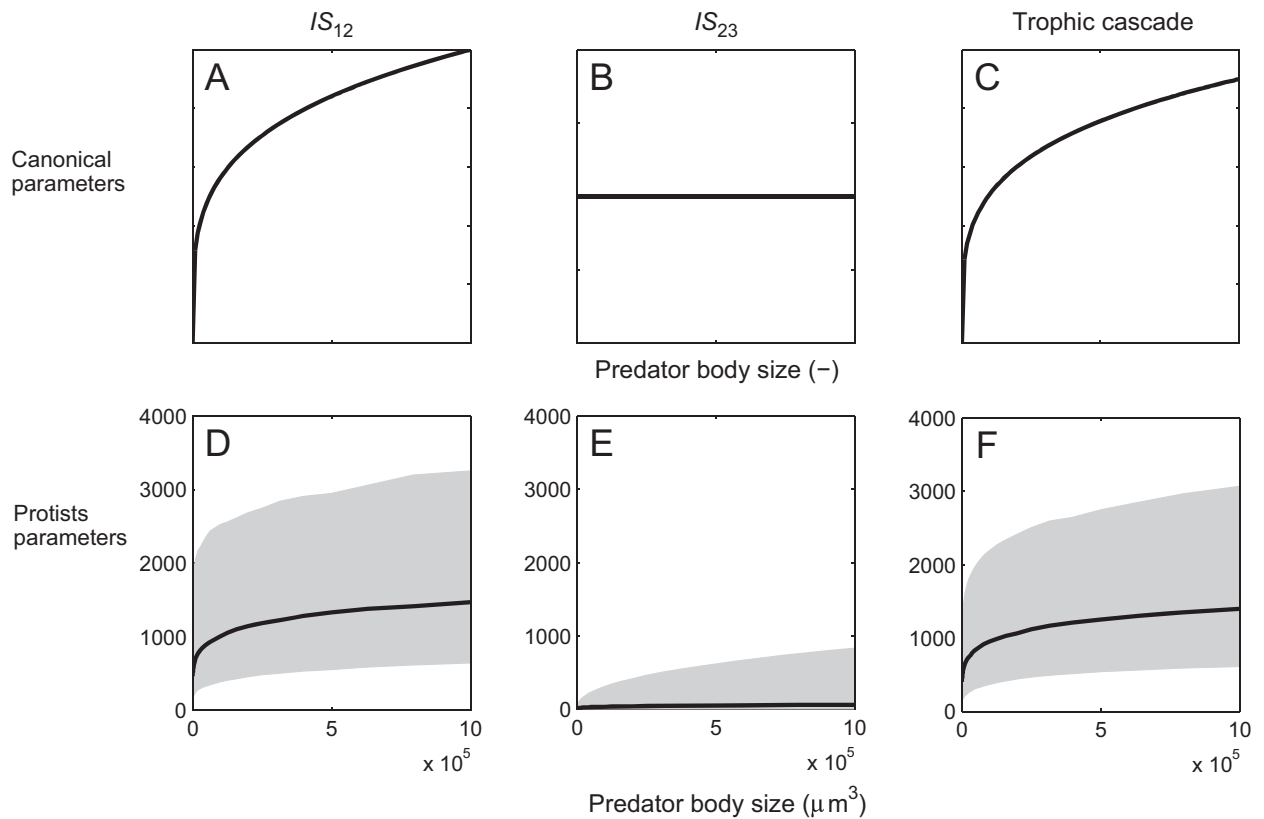 IS12 IS23 Trophic cascade
A B C
Canonical
parameters
Predator body size (−)
4000 4000 4000
D E F
3000 3000 3000
Protists
parameters
2000 2000 2000
1000 1000 1000
0 0 0
0 5 10 0 5 10 0 5 10
x 10^5 x 10^5 x 10^5
Predator body size (μm^3)